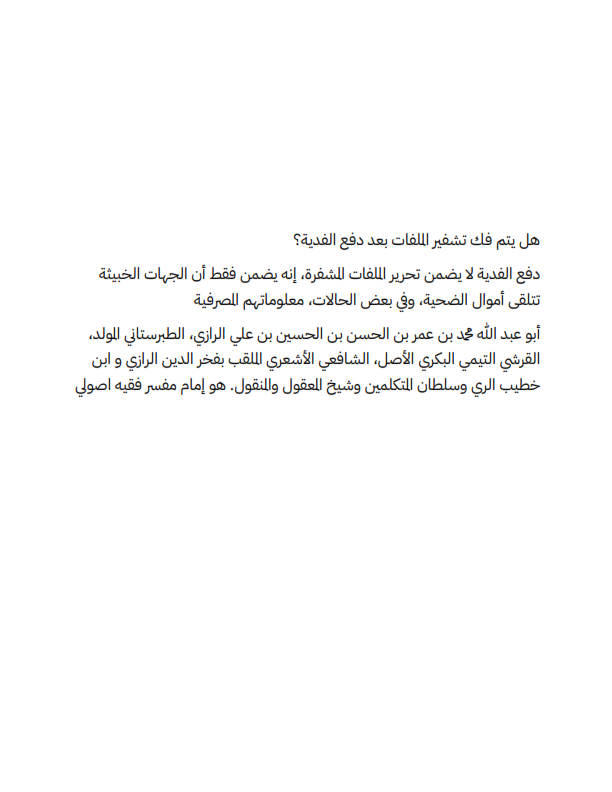 هل يتم فك تشفير الملفات بعد دفع الفدية؟
دفع الفدية لا يضمن تحرير الملفات المشفرة، إنه يضمن فقط أن الجهات الخبيثة
تتلقى أموال الضحية، وفي بعض الحالات، معلوماتهم المصرفية
أبو عبد الله محمد بن عمر بن الحسن بن الحسين بن علي الرازي، الطبرستاني المولد،
القرشي التيمي البكري الأصل، الشافعي الأشعري الملقب بفخر الدين الرازي و ابن
خطيب الري وسلطان المتكلمين وشيخ المعقول والمنقول. هو إمام مفسر فقيه اصولي